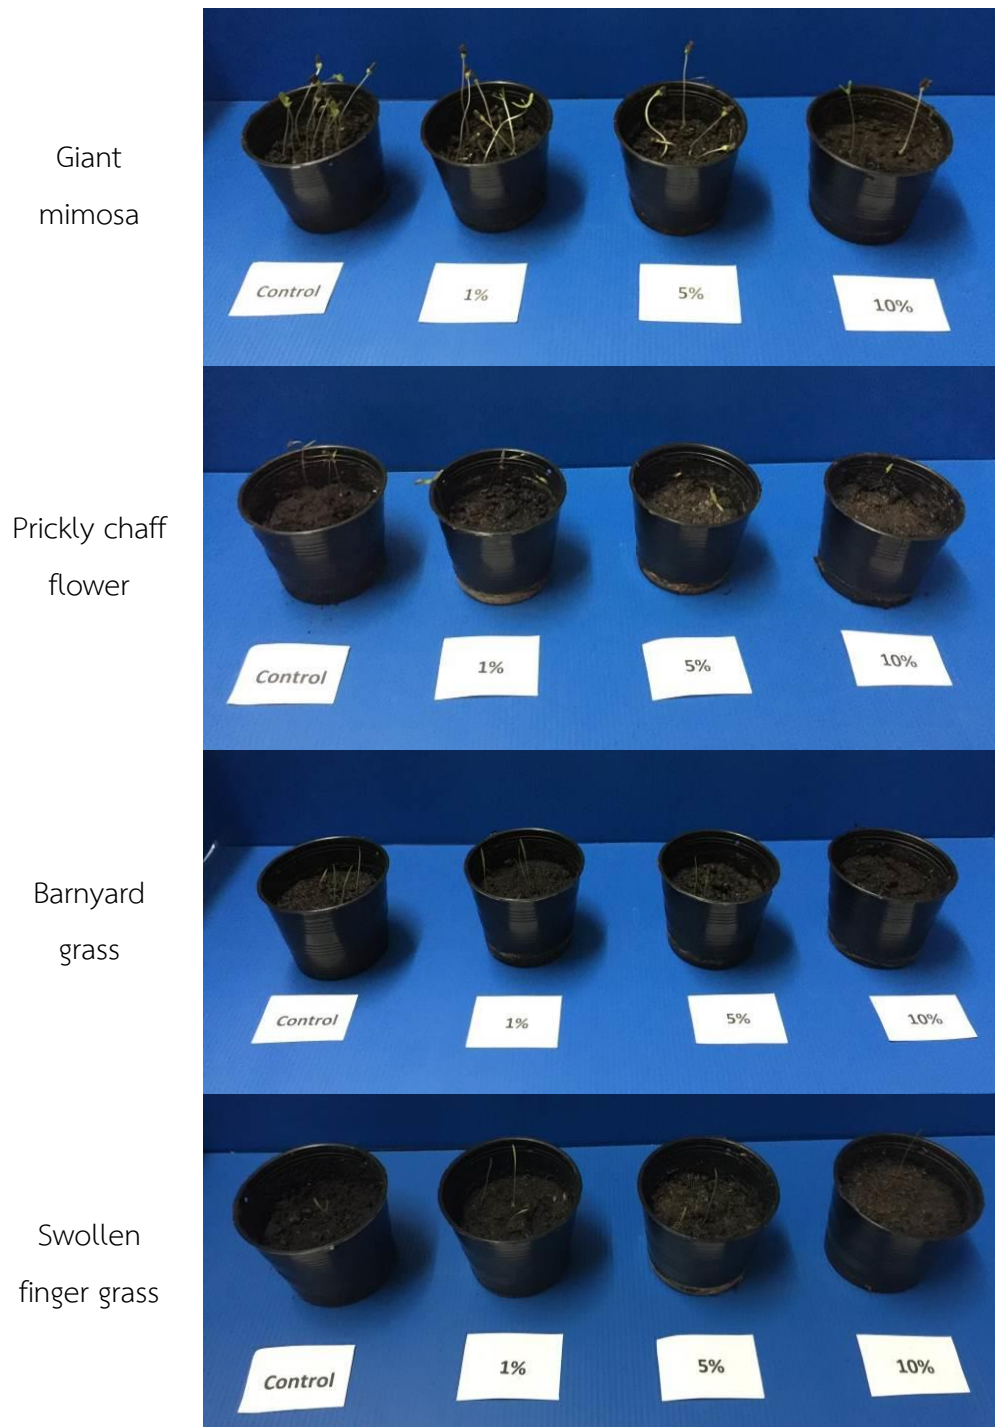 Giant
mimosa
Control
1%
5%
10%
Prickly chaff
flower
Control
1%
5%
10%
Barnyard
grass
Control
1%
5%
10%
Swollen
finger grass
Control
1%
5%
10%